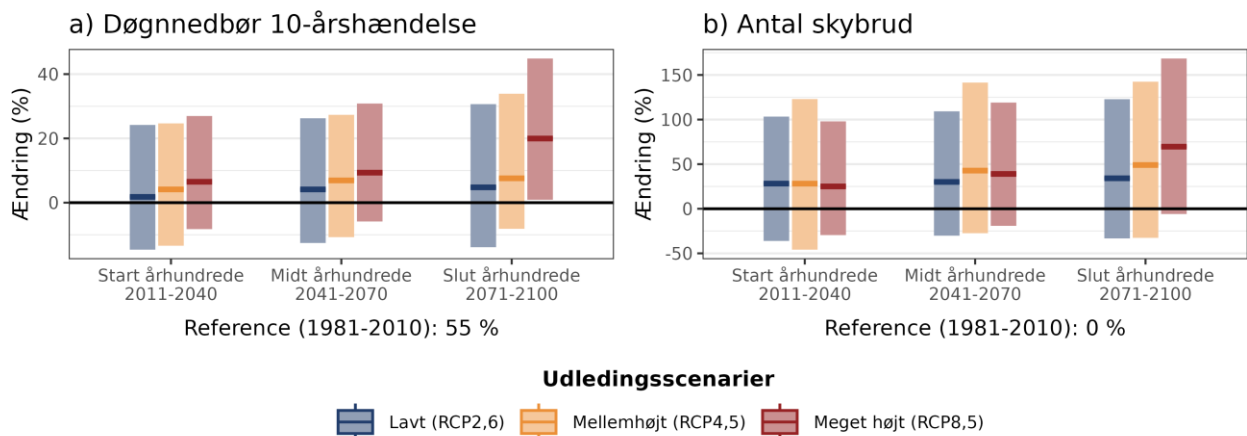 a) Døgnnedbør 10-årshændelse
Ændring (%)
40
20
0
Start århundrede
2011-2040
Midt århundrede
2041-2070
Slut århundrede
2071-2100
Reference (1981-2010): 55 %
b) Antal skybrud
Ændring (%)
150
100
50
0
-50
Start århundrede
2011-2040
Midt århundrede
2041-2070
Slut århundrede
2071-2100
Reference (1981-2010): 0 %
Udledingsscenarier
Lavt (RCP2,6)
Mellemhøjt (RCP4,5)
Meget højt (RCP8,5)